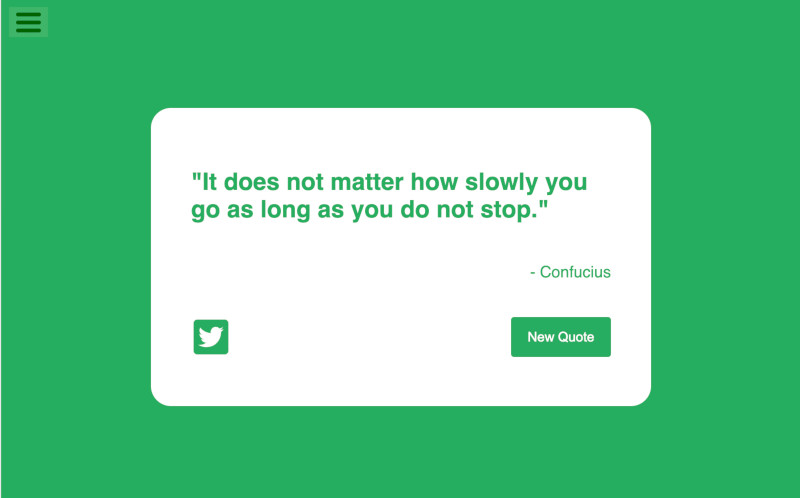 "It does not matter how slowly you
go as long as you do not stop."
- Confucius
New Quote